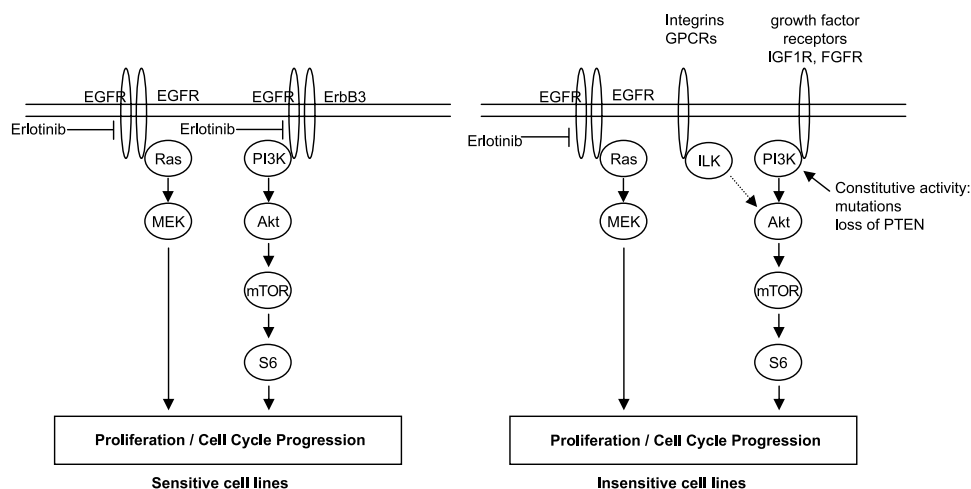 Integrins
GPCRs
growth factor
receptors
IGF1R, FGFR
EGFR EGFR EGFR ErbB3
Erlotinib Erlotinib
Ras PI3K
MEK Akt
mTOR
S6
Proliferation / Cell Cycle Progression
Sensitive cell lines
EGFR EGFR
Erlotinib
Ras ILK PI3K
Constitutive activity:
mutations
loss of PTEN
MEK Akt
mTOR
S6
Proliferation / Cell Cycle Progression
Insensitive cell lines